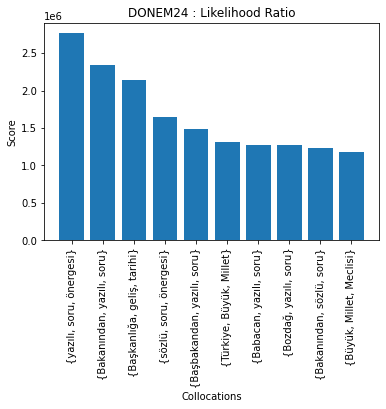 DONEM24 : Likelihood Ratio
1e6
2.5
2.0
1.5
1.0
0.5
0.0
Score
{yazılı, soru, önergesi}
{Bakanından, yazılı, soru}
{Başkanlığa, geliş, tarihi}
{sözlü, soru, önergesi}
{Başbakandan, yazılı, soru}
{Türkiye, Büyük, Millet}
{Babacan, yazılı, soru}
{Bozdağ, yazılı, soru}
{Bakanından, sözlü, soru}
{Büyük, Millet, Meclisi}
Collocations